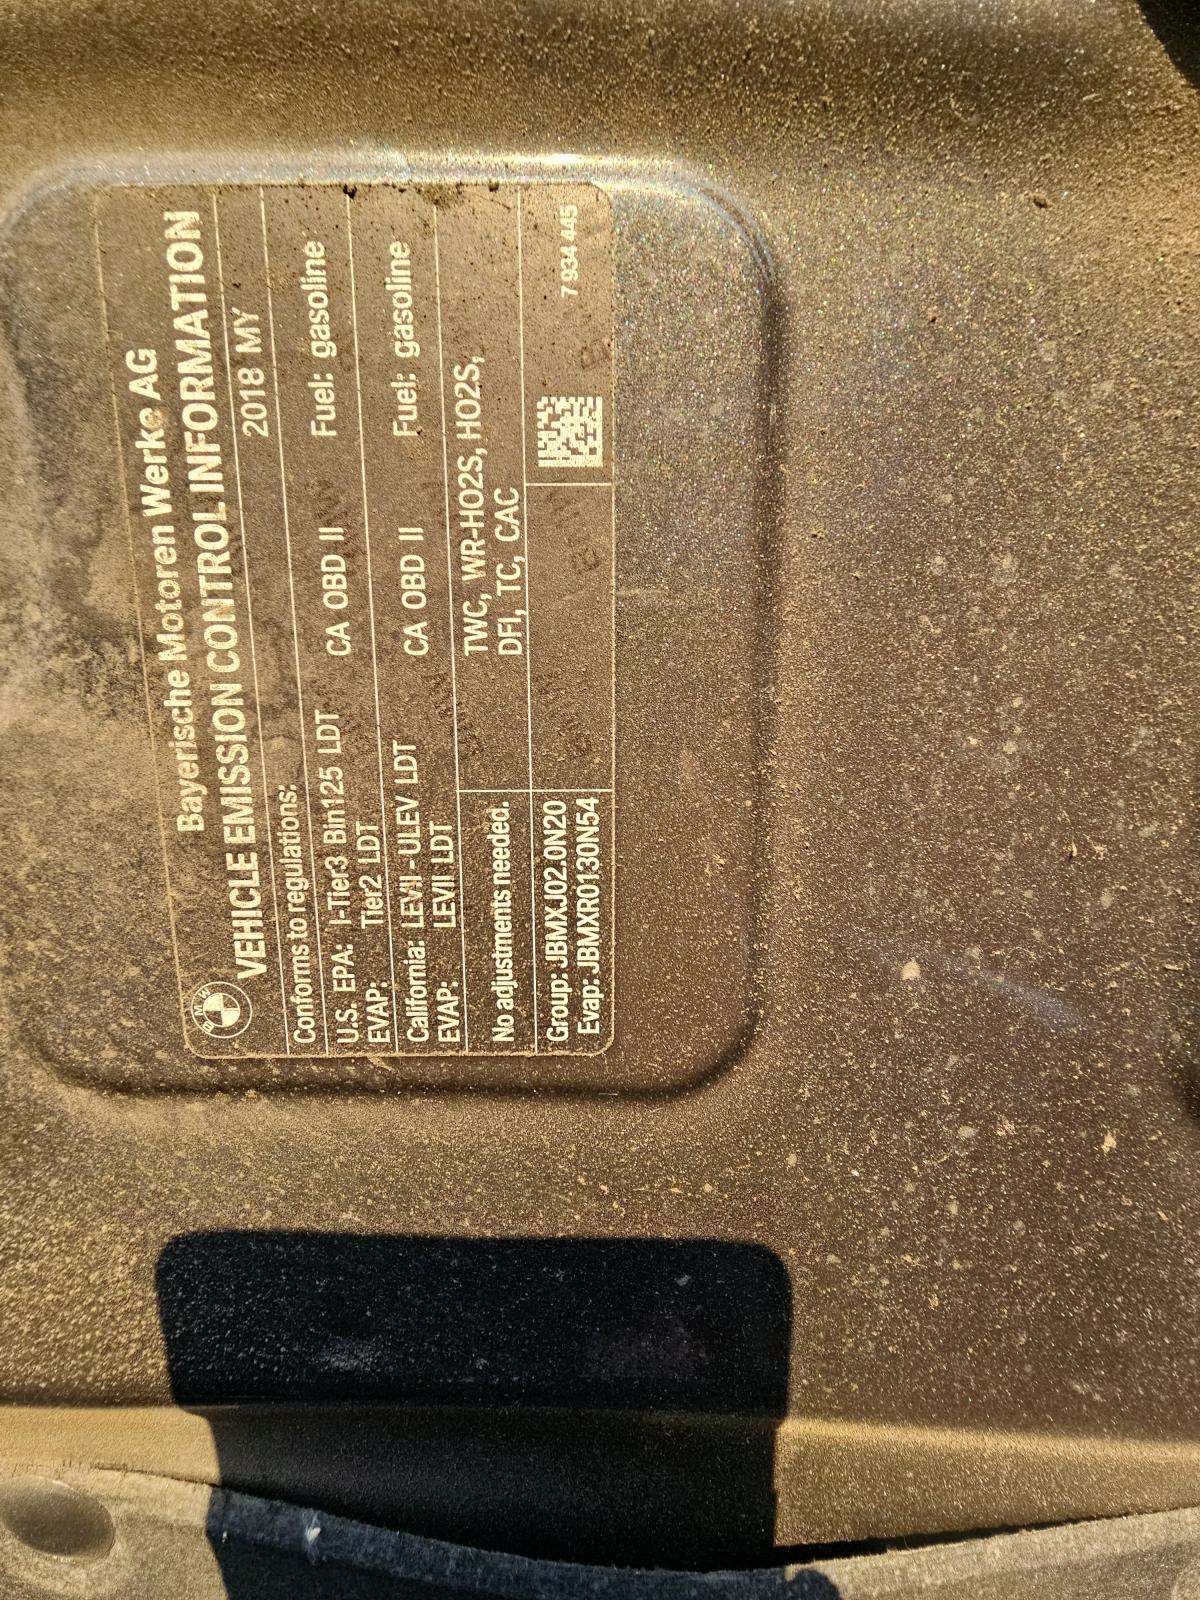 Bayerische Motoren Werke AG
VEHICLE EMISSION CONTROL INFORMATION
BMW
2018 MY
Conforms to regulations:
U.S. EPA: I-Tier3 Bin125 LDT CA OBD II Fuel: gasoline
EVAP: Tier2 LDT
California: LEVII - ULEV LDT CA OBD II Fuel: gasoline
EVAP: LEVII LDT
No adjustments needed. TWC, WR-HO2S, HO2S,
DFI, TC, CAC
Group: JBMXJ02.0N20
Evap: JBMXR0130N54
7 934 445